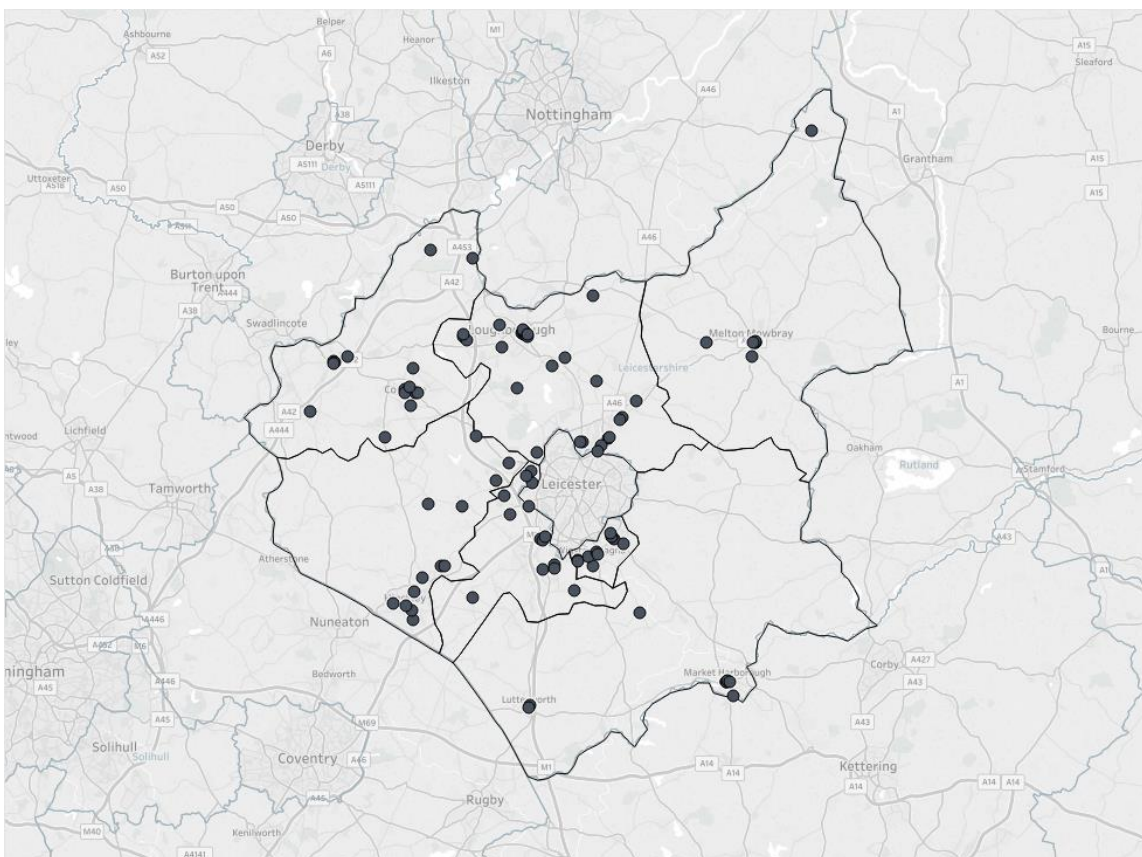 Belper
Ashbourne
Heanor
M1
A52
A6
A15
Sleaford
Ilkeston
A46
A38
Nottingham
A1
Derby
A5111
Derby
Grantham
A15
Uttoxeter
A50
A5111
A518
A50
A50
A15
A46
A453
Burton upon
Trent
A444
A42
A38
Swadlincote
Melton Mowbray
Bourne
Leicestershire
A1
A46
A42
A444
Lichfield
Oakham
Rutland
Stamford
A38
Tamworth
Leicester
A43
Atherstone
A1
Sutton Coldfield
Nuneaton
A446
M6
Corby
A427
Bedworth
Market Harborough
A43
A446
A45
M69
A43
Solihull
Solihull
Coventry
A46
A14
A14
Kettering
M1
A14
A14
A14
A45
Rugby
M40
Kenilworth
A4141